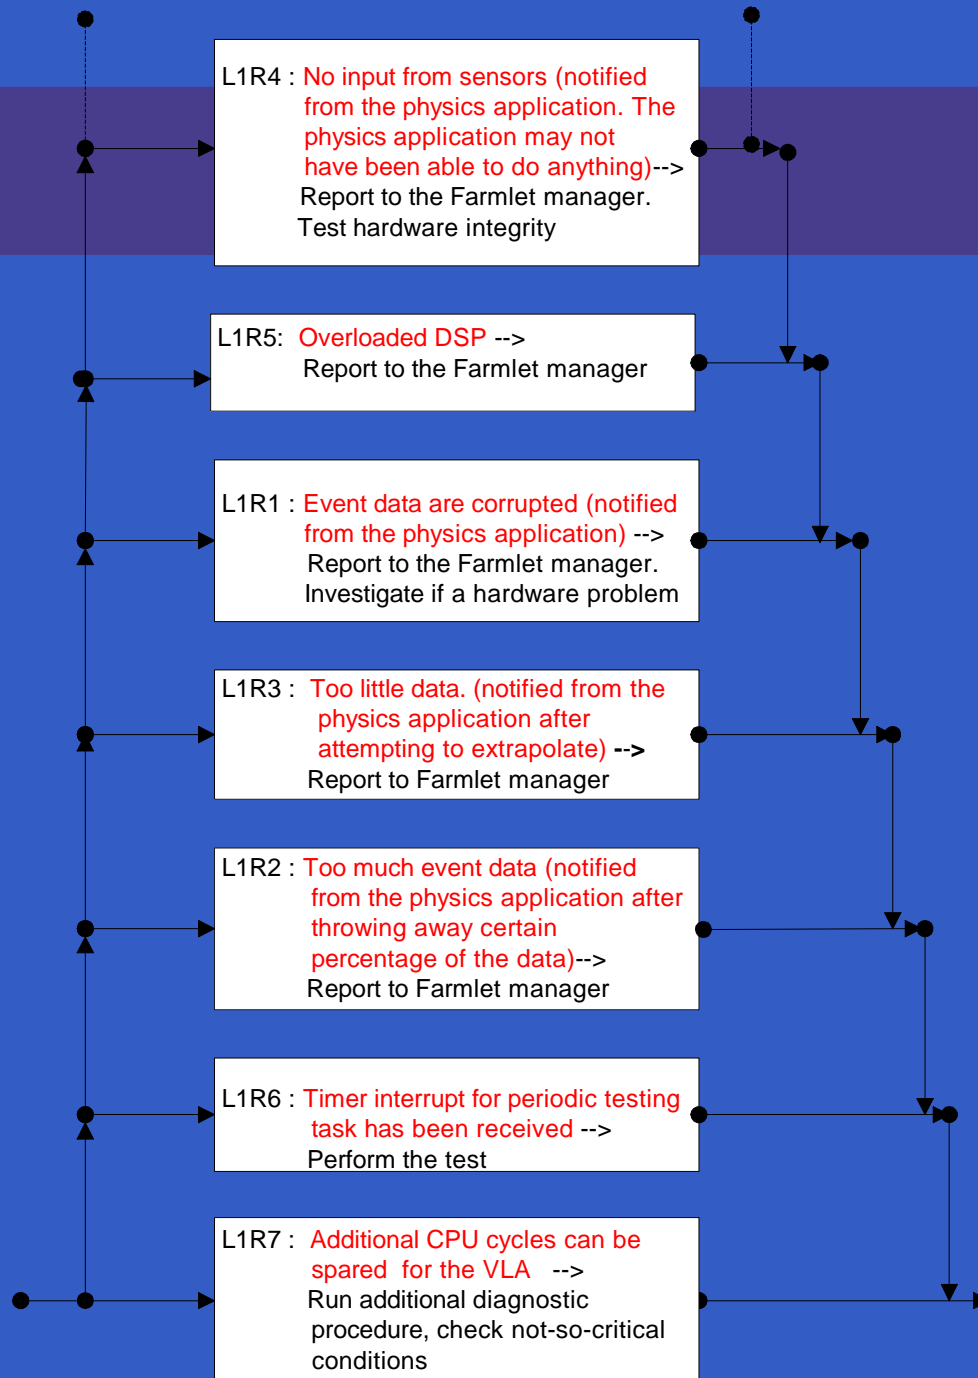 L1R4 : No input from sensors (notified
from the physics application. The
physics application may not
have been able to do anything)-->
Report to the Farmlet manager.
Test hardware integrity
L1R5: Overloaded DSP -->
Report to the Farmlet manager
L1R1 : Event data are corrupted (notified
from the physics application) -->
Report to the Farmlet manager.
Investigate if a hardware problem
L1R3 : Too little data. (notified from the
physics application after
attempting to extrapolate) -->
Report to Farmlet manager
L1R2 : Too much event data (notified
from the physics application after
throwing away certain
percentage of the data)-->
Report to Farmlet manager
L1R6 : Timer interrupt for periodic testing
task has been received -->
Perform the test
L1R7 : Additional CPU cycles can be
spared for the VLA -->
Run additional diagnostic
procedure, check not-so-critical
conditions